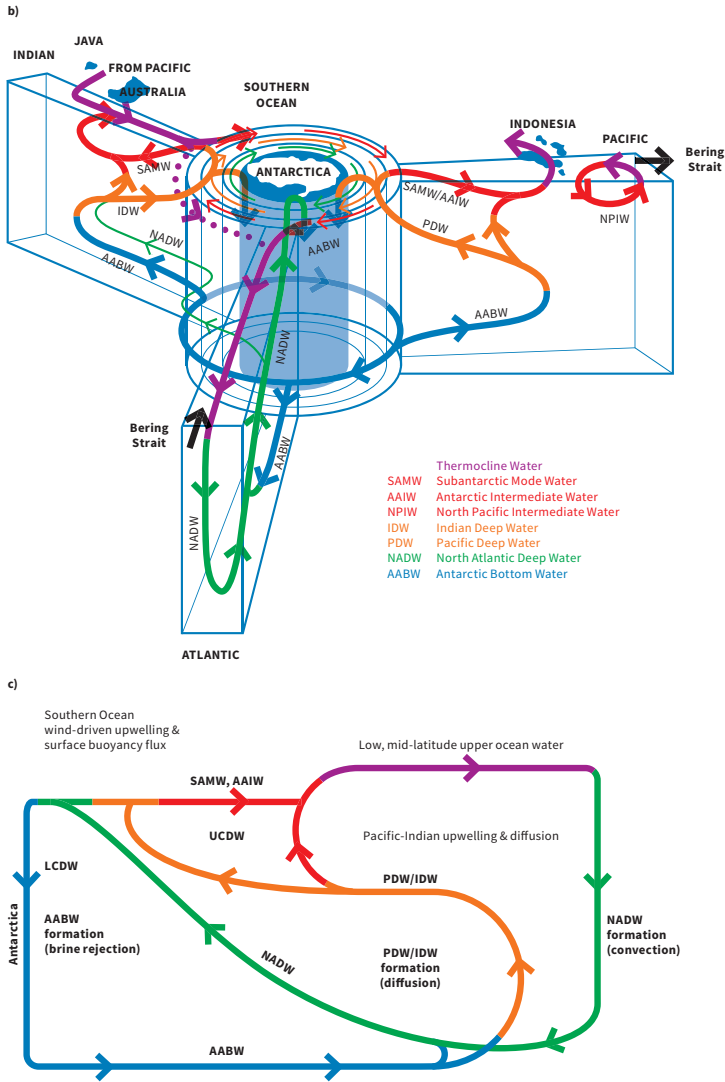 b)
JAVA
INDIAN
FROM PACIFIC
AUSTRALIA
SOUTHERN
OCEAN
INDONESIA
PACIFIC
Bering
Strait
ANTARCTICA
SAMW
SAMW/AAIW
NPIW
IDW
PDW
NADW
AABW
AABW
AABW
NADW
Bering
Strait
AABW
NADW
ATLANTIC
Thermocline Water
SAMW Subantarctic Mode Water
AAIW Antarctic Intermediate Water
NPIW North Pacific Intermediate Water
IDW Indian Deep Water
PDW Pacific Deep Water
NADW North Atlantic Deep Water
AABW Antarctic Bottom Water
c)
Southern Ocean
wind-driven upwelling &
surface buoyancy flux
Low, mid-latitude upper ocean water
SAMW, AAIW
UCDW
Pacific-Indian upwelling & diffusion
LCDW
PDW/IDW
Antarctica
AABW
formation
(brine rejection)
NADW
PDW/IDW
formation
(diffusion)
NADW
formation
(convection)
AABW